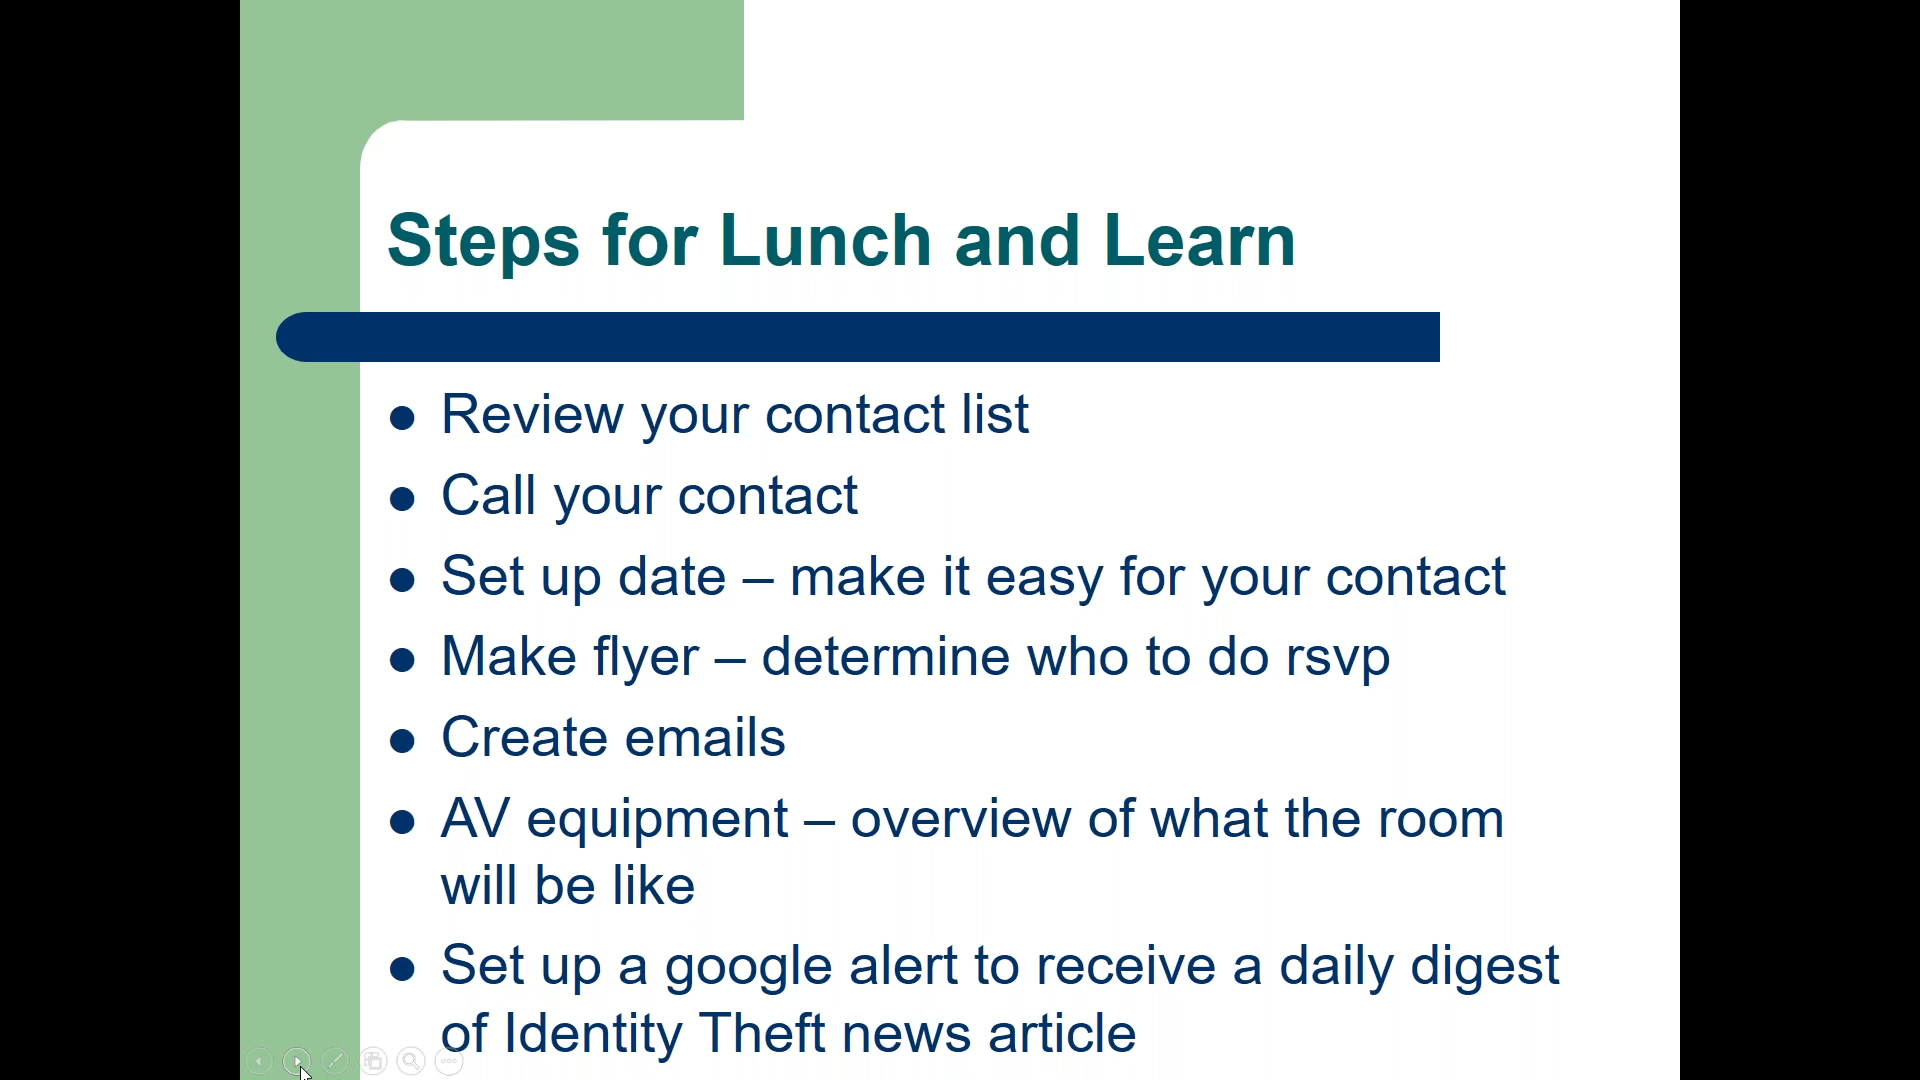 Steps for Lunch and Learn
● Review your contact list
● Call your contact
● Set up date – make it easy for your contact
● Make flyer – determine who to do rsvp
● Create emails
● AV equipment – overview of what the room
will be like
● Set up a google alert to receive a daily digest
of Identity Theft news article